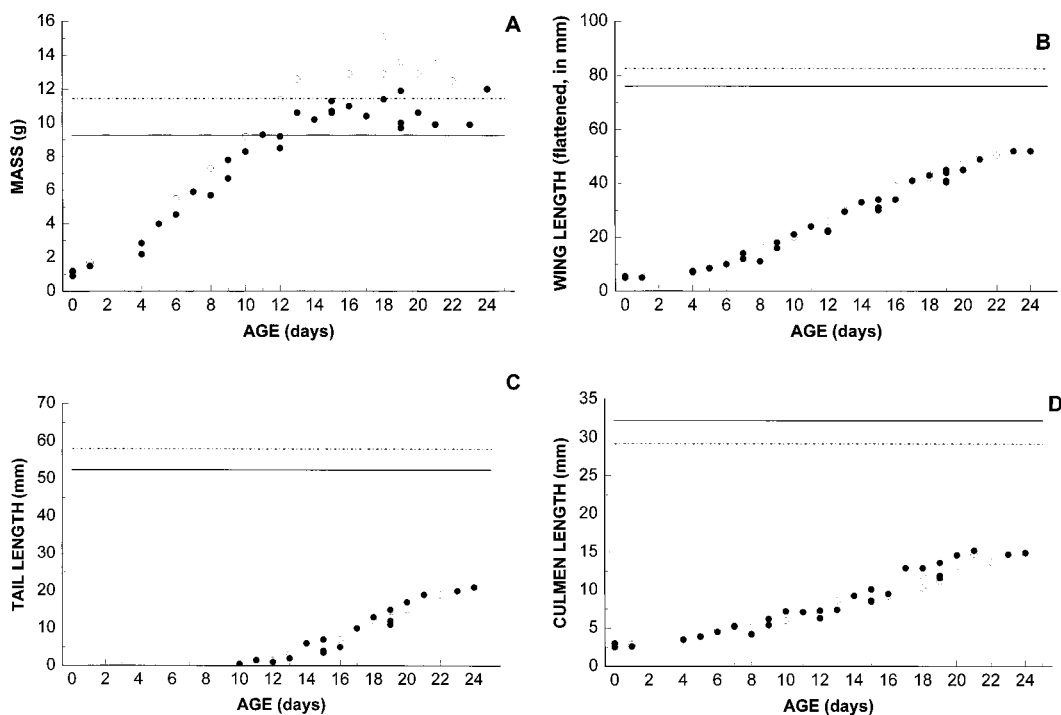 A
16
14
12
10
8
6
4
2
0
MASS (g)
0 2 4 6 8 10 12 14 16 18 20 22 24
AGE (days)
B
100
80
60
40
20
0
WING LENGTH (flattened, in mm)
0 2 4 6 8 10 12 14 16 18 20 22 24
AGE (days)
C
70
60
50
40
30
20
10
0
TAIL LENGTH (mm)
0 2 4 6 8 10 12 14 16 18 20 22 24
AGE (days)
D
35
30
25
20
15
10
5
0
CULMEN LENGTH (mm)
0 2 4 6 8 10 12 14 16 18 20 22 24
AGE (days)